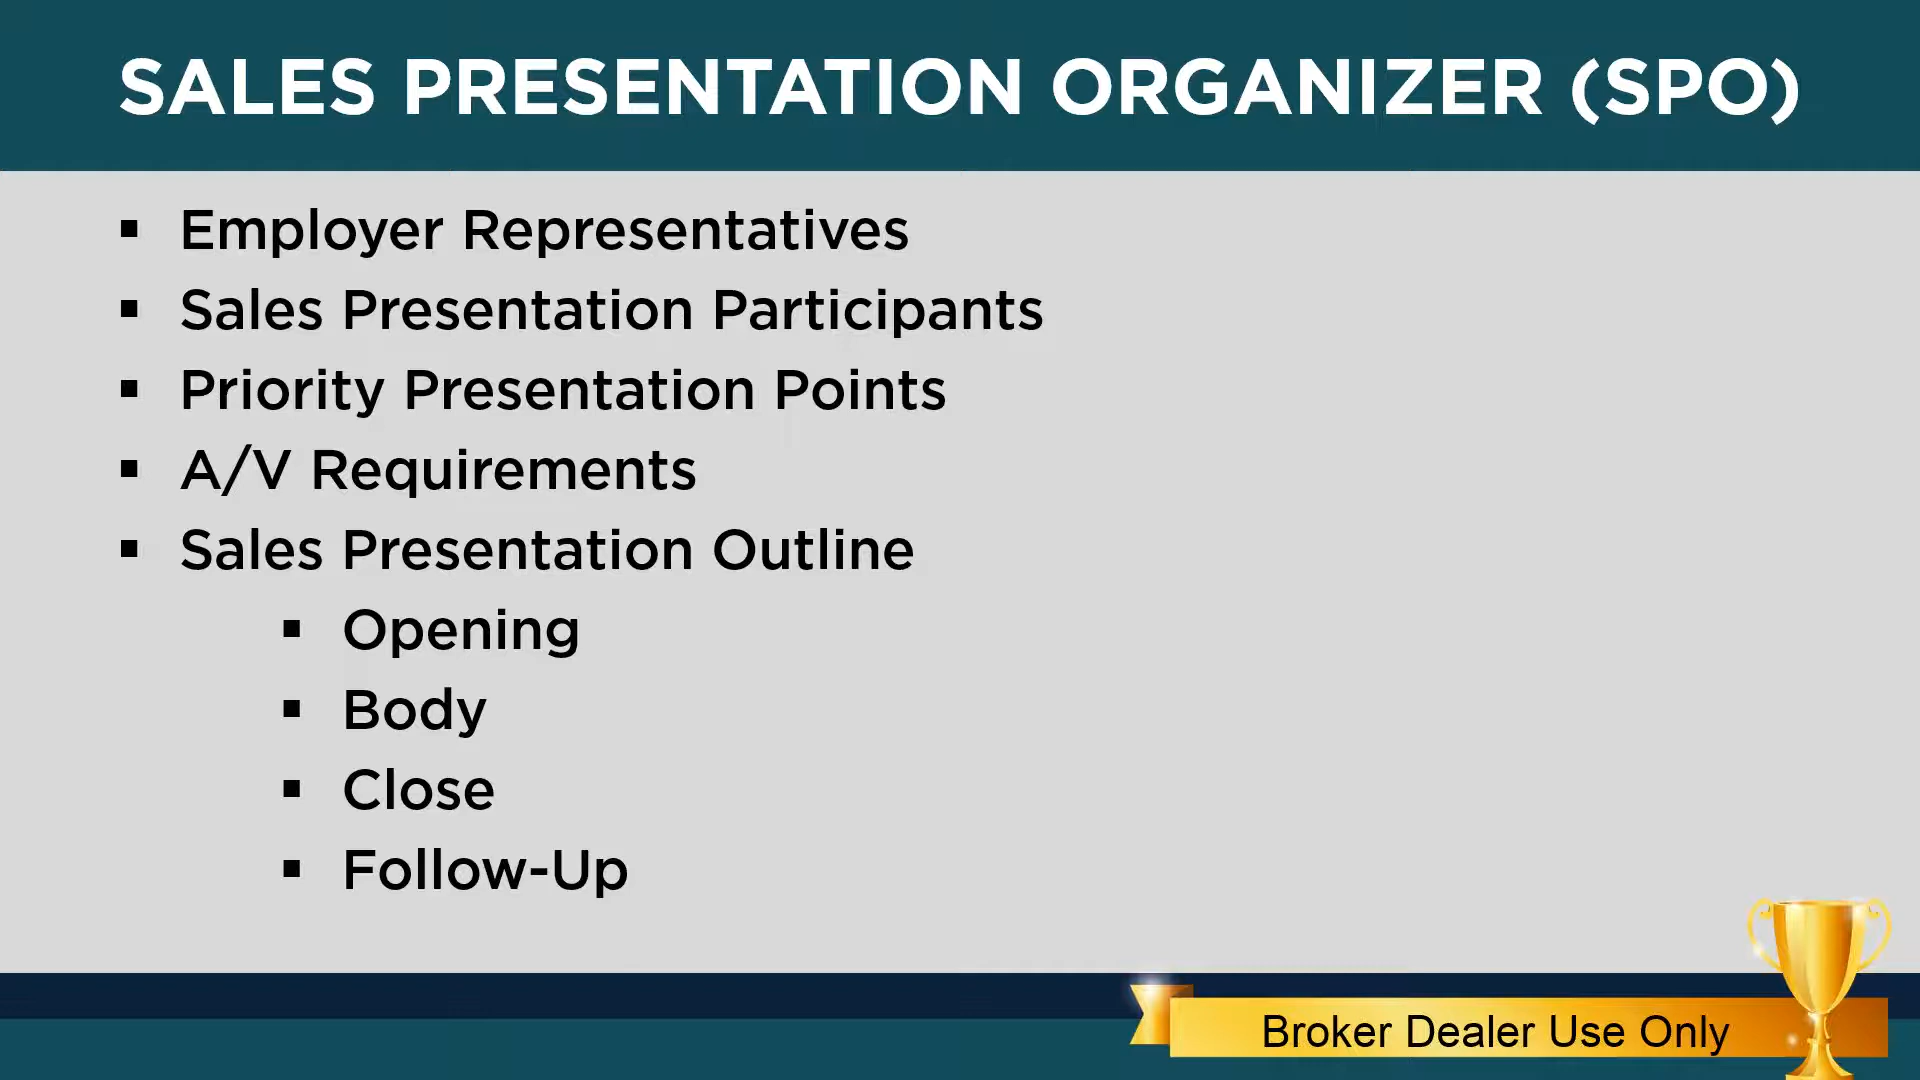 SALES PRESENTATION ORGANIZER (SPO)
▪ Employer Representatives
▪ Sales Presentation Participants
▪ Priority Presentation Points
▪ A/V Requirements
▪ Sales Presentation Outline
▪ Opening
▪ Body
▪ Close
▪ Follow-Up
Broker Dealer Use Only